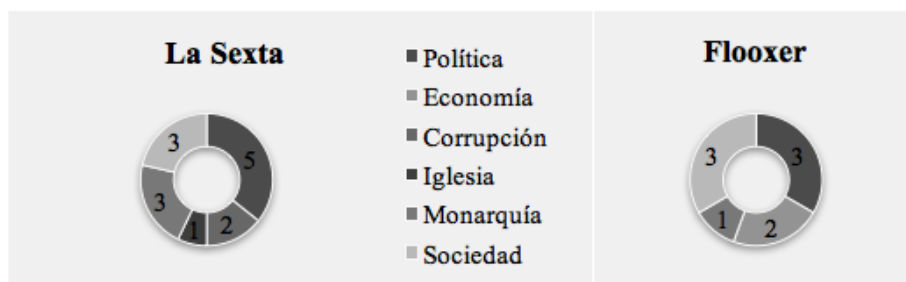 La Sexta
5
2
1
3
3
Política
Economía
Corrupción
Iglesia
Monarquía
Sociedad
Flooxer
3
2
1
3